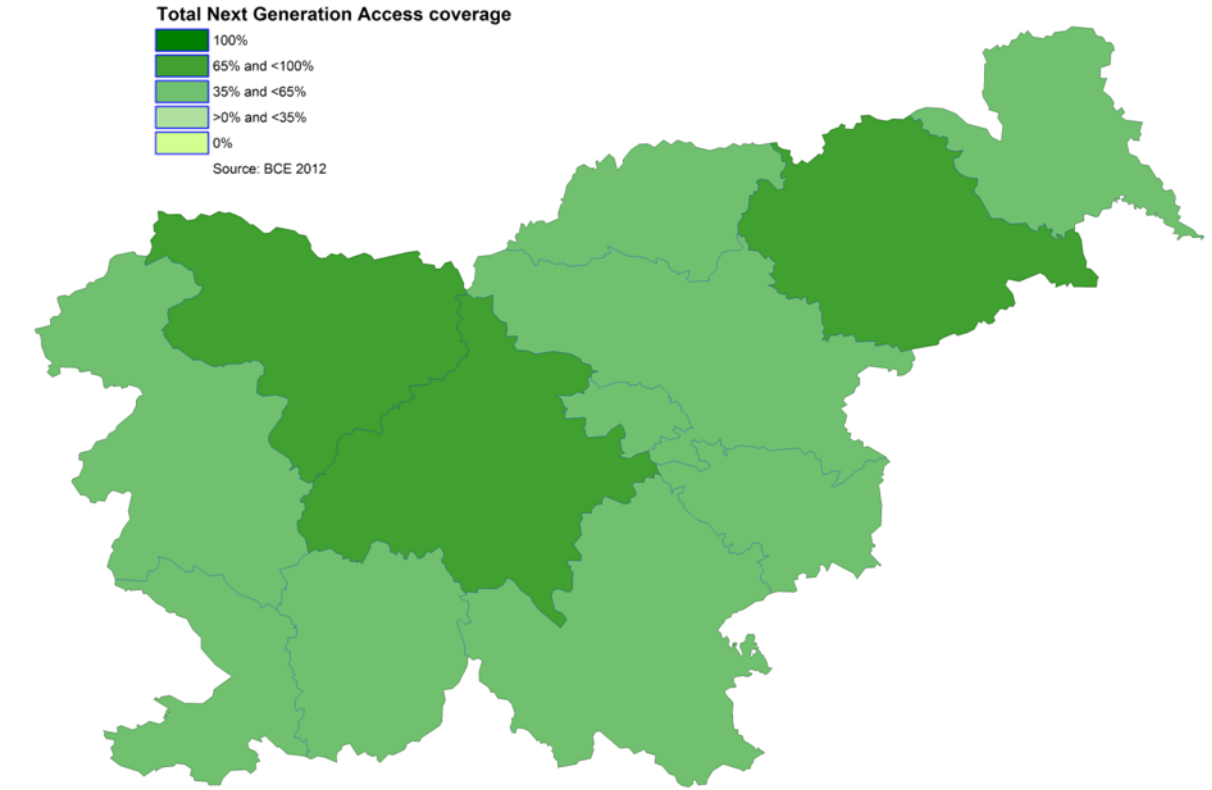 Total Next Generation Access coverage
100%
65% and <100%
35% and <65%
>0% and <35%
0%
Source: BCE 2012